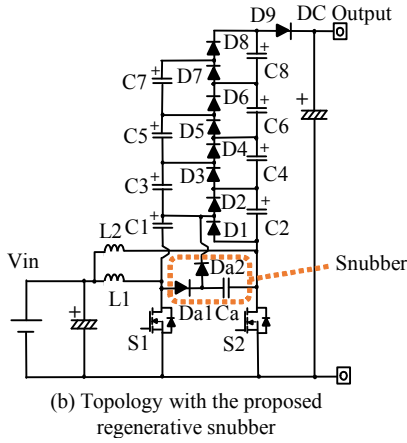 D9 DC Output
D8
C7 D7 C8
D6
C5 D5 C6
D4
C3 D3 C4
D2
L2 C1 D1 C2
Vin Da2
L1 Snubber
Da1 Ca
S1 S2
(b) Topology with the proposed
regenerative snubber